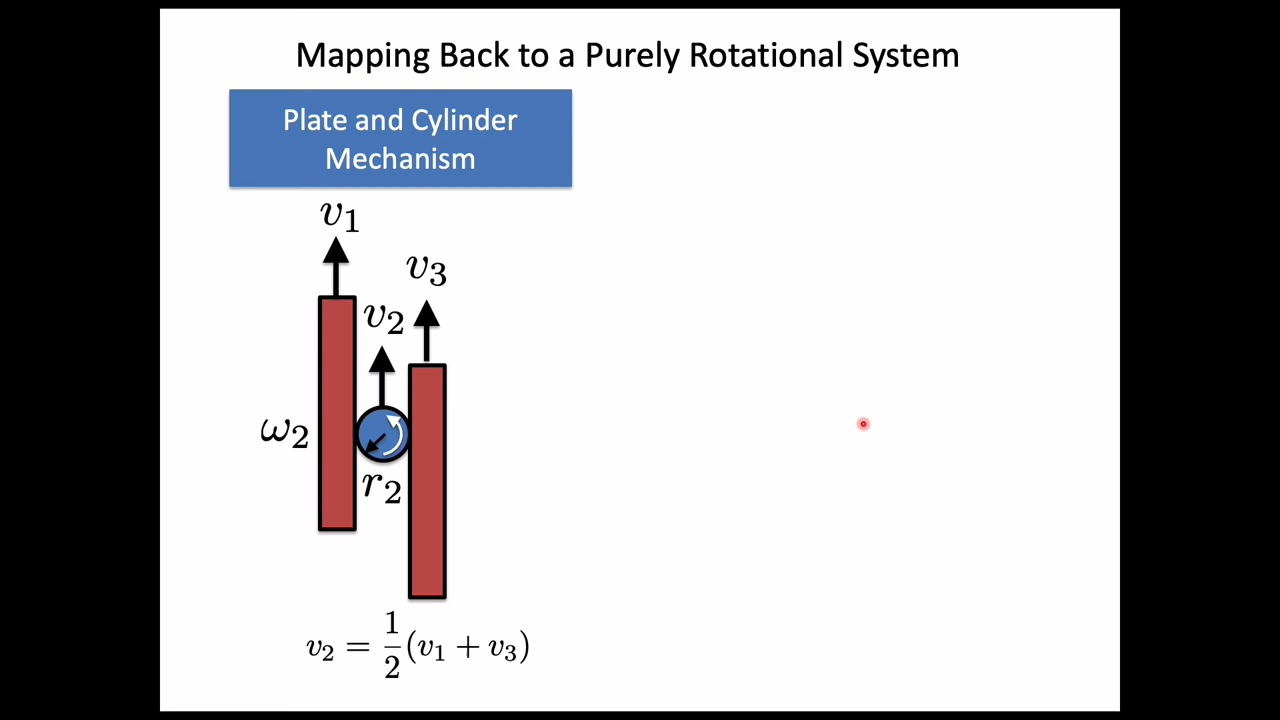 Mapping Back to a Purely Rotational System
Plate and Cylinder
Mechanism
v₁
v₃
v₂
ω₂
r₂
v₂ = 1/2 (v₁ + v₃)